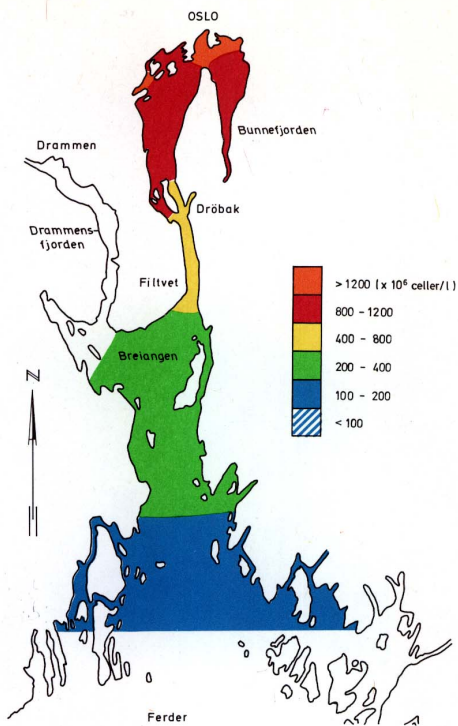 OSLO
Bunnefjorden
Drammen
Dröbak
Drammens-
fjorden
Filtvet
> 1200 (x 10⁶ celler/l)
800 - 1200
400 - 800
Breiangen
200 - 400
100 - 200
< 100
N
Ferder